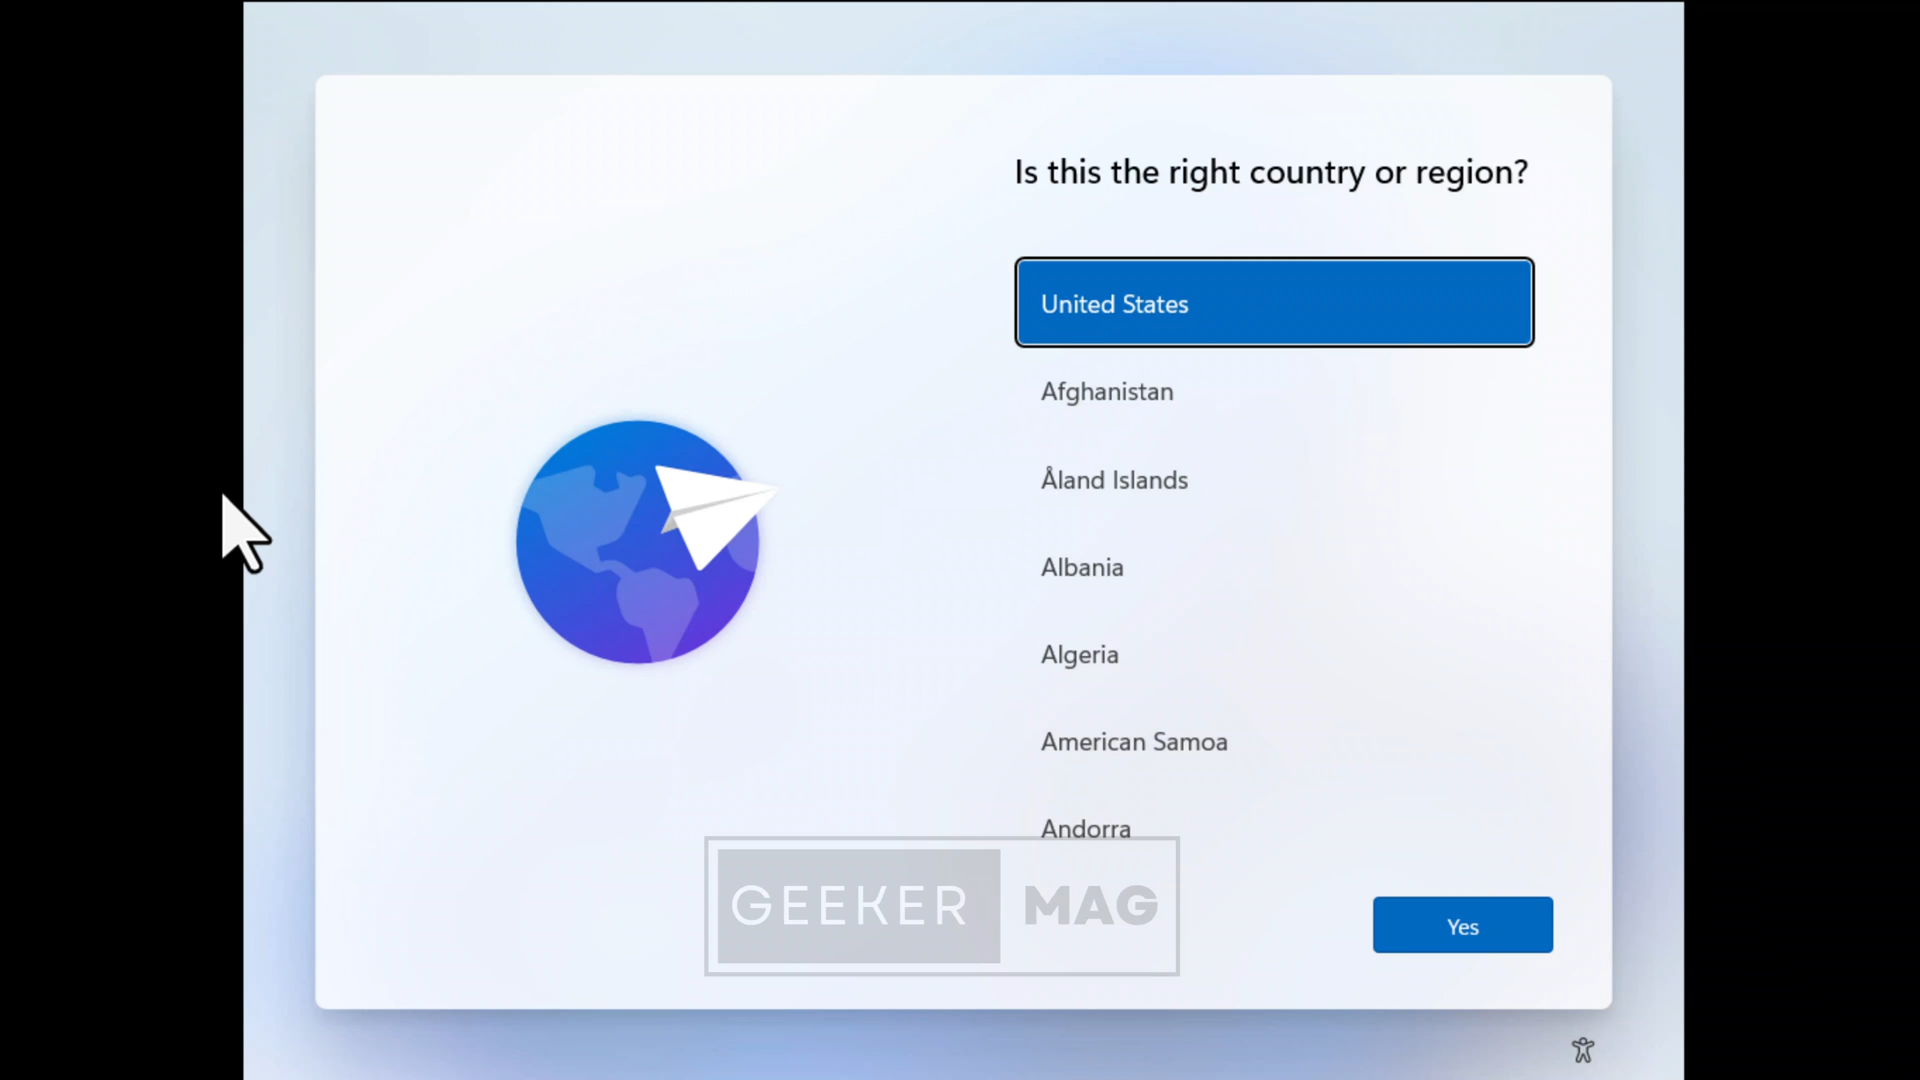 Is this the right country or region?
United States
Afghanistan
Åland Islands
Albania
Algeria
American Samoa
Andorra
GEEKER MAG
Yes